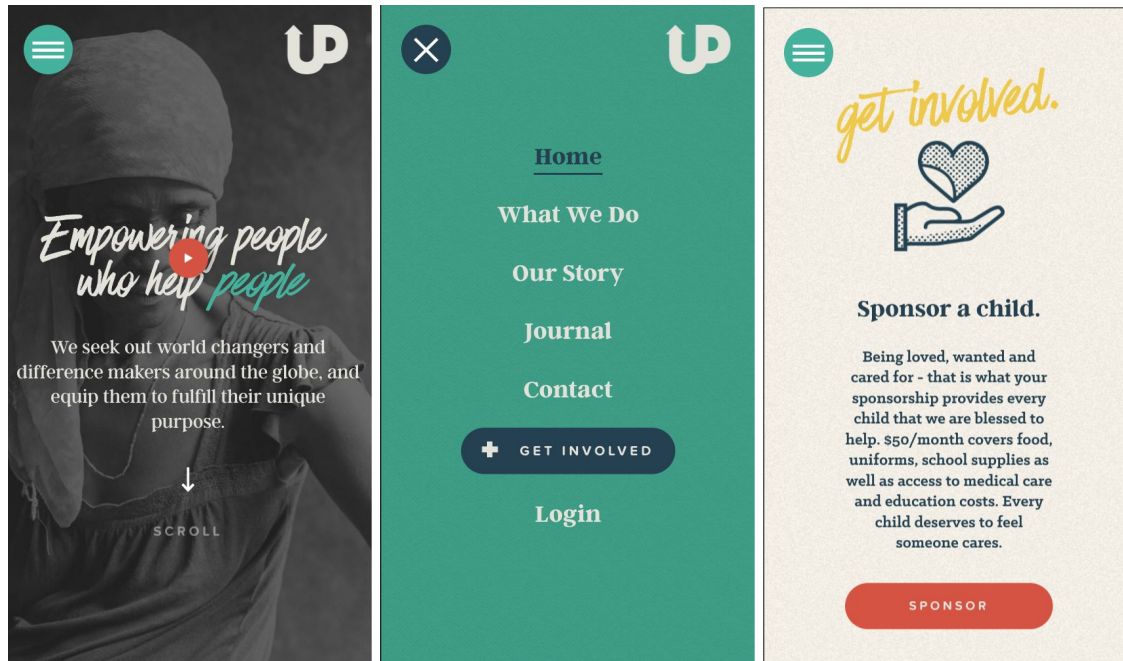 UP
Empowering people
who help people
We seek out world changers and
difference makers around the globe, and
equip them to fulfill their unique
purpose.
SCROLL
UP
Home
What We Do
Our Story
Journal
Contact
GET INVOLVED
Login
get involved.
Sponsor a child.
Being loved, wanted and
cared for - that is what your
sponsorship provides every
child that we are blessed to
help. $50/month covers food,
uniforms, school supplies as
well as access to medical care
and education costs. Every
child deserves to feel
someone cares.
SPONSOR